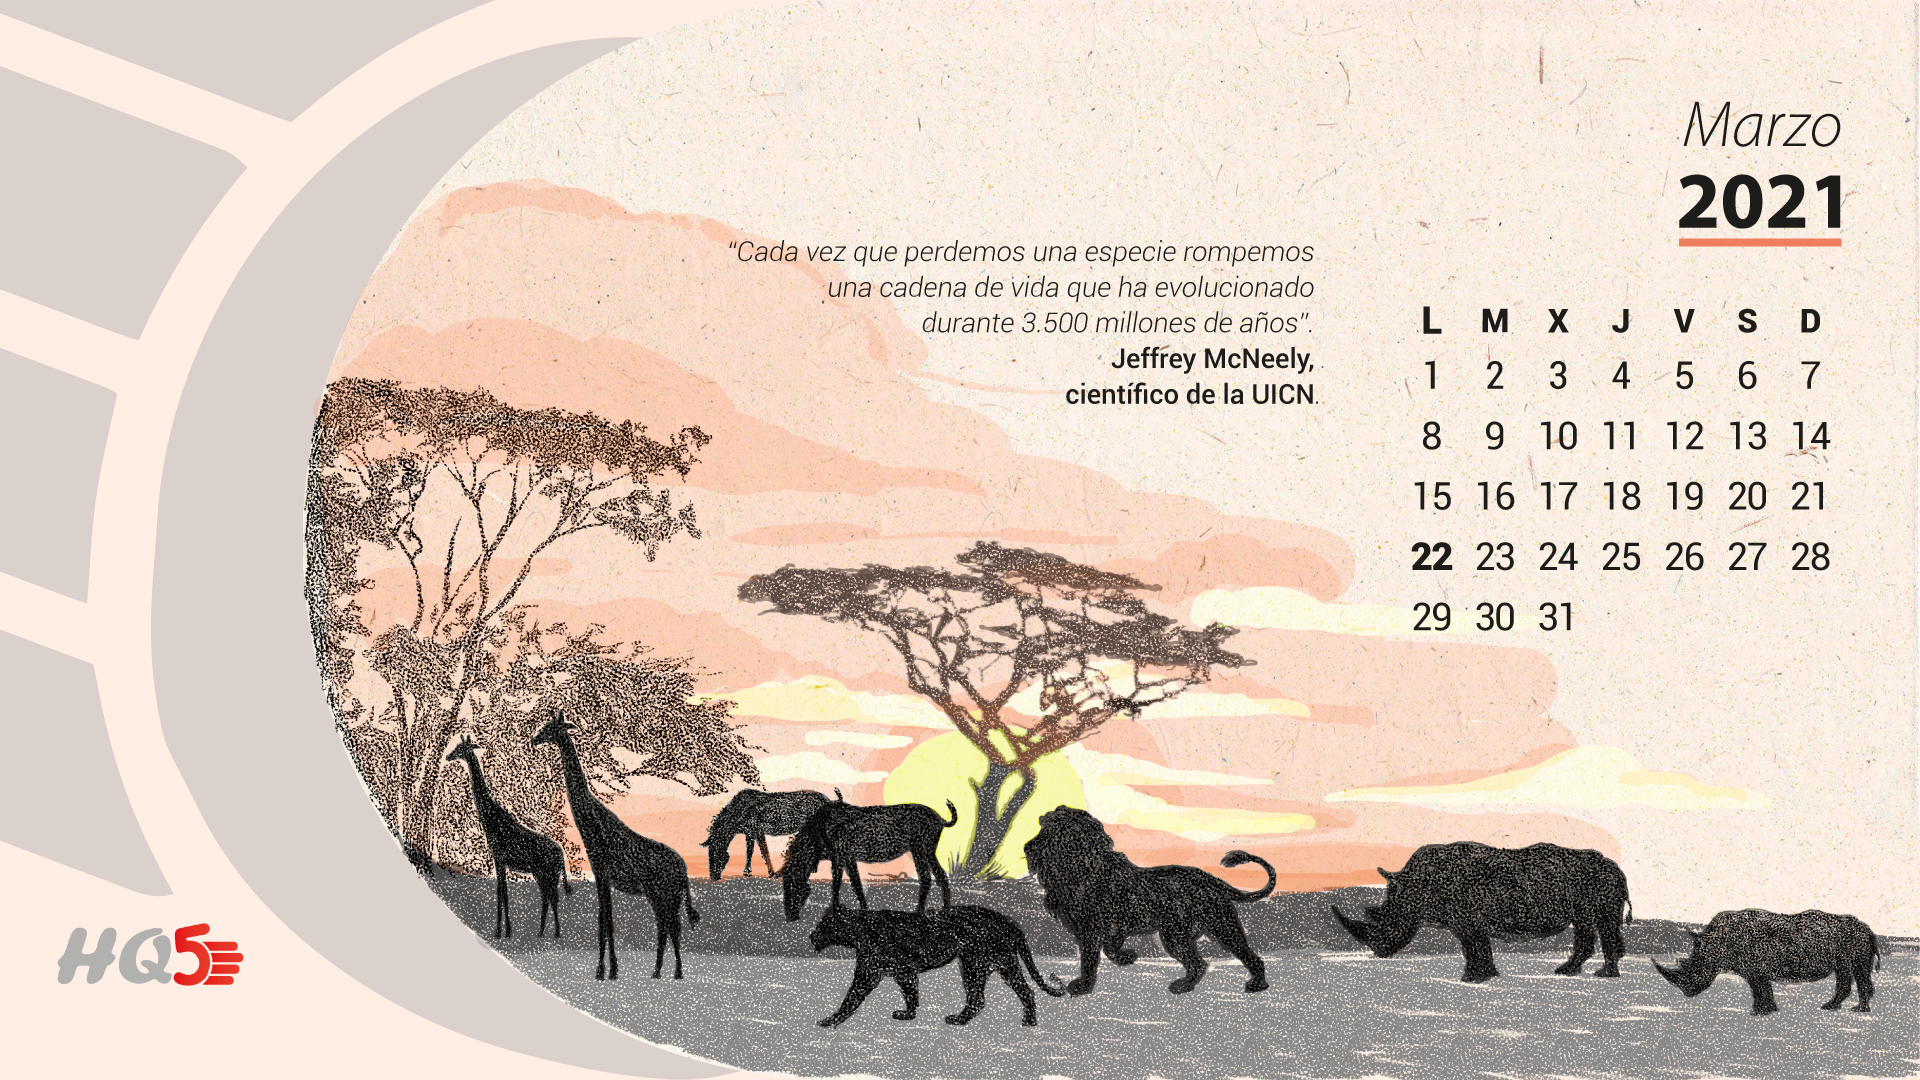 Marzo
2021
"Cada vez que perdemos una especie rompemos
una cadena de vida que ha evolucionado
durante 3.500 millones de años".
Jeffrey McNeely,
científico de la UICN.
L M X J V S D
1 2 3 4 5 6 7
8 9 10 11 12 13 14
15 16 17 18 19 20 21
22 23 24 25 26 27 28
29 30 31
HQ5